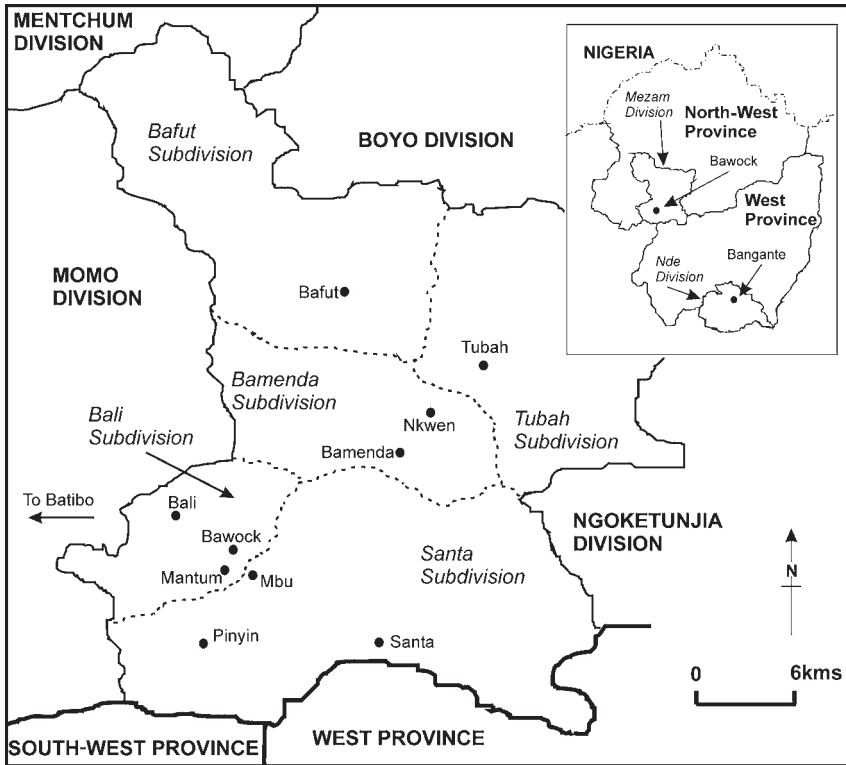 MENTCHUM
DIVISION
NIGERIA
Mezam
Division
North-West
Province
Bawock
West
Province
Nde
Division
Bangante
Bafut
Subdivision
BOYO DIVISION
MOMO
DIVISION
Bafut
Tubah
Bamenda
Subdivision
Nkwen
Tubah
Subdivision
Bali
Subdivision
Bamenda
To Batibo
Bali
NGOKETUNJIA
DIVISION
Bawock
Santa
Subdivision
Mantum
Mbu
N
Pinyin
Santa
0
6kms
SOUTH-WEST PROVINCE
WEST PROVINCE